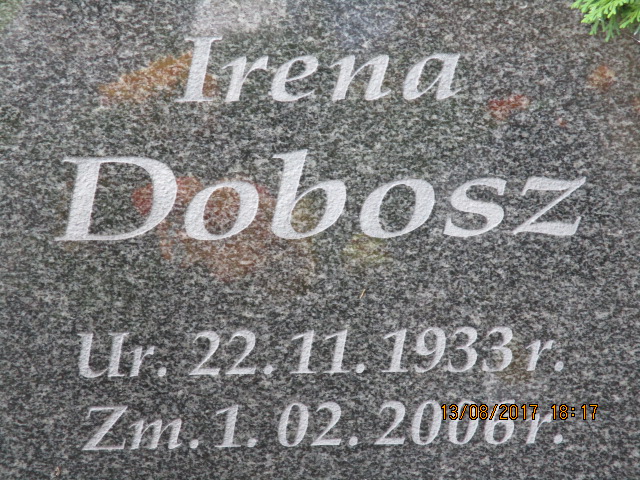 Irena
Dobosz
Ur. 22. 11. 1933 r.
Zm. 1. 02. 2006 r.
13/08/2017 18:17